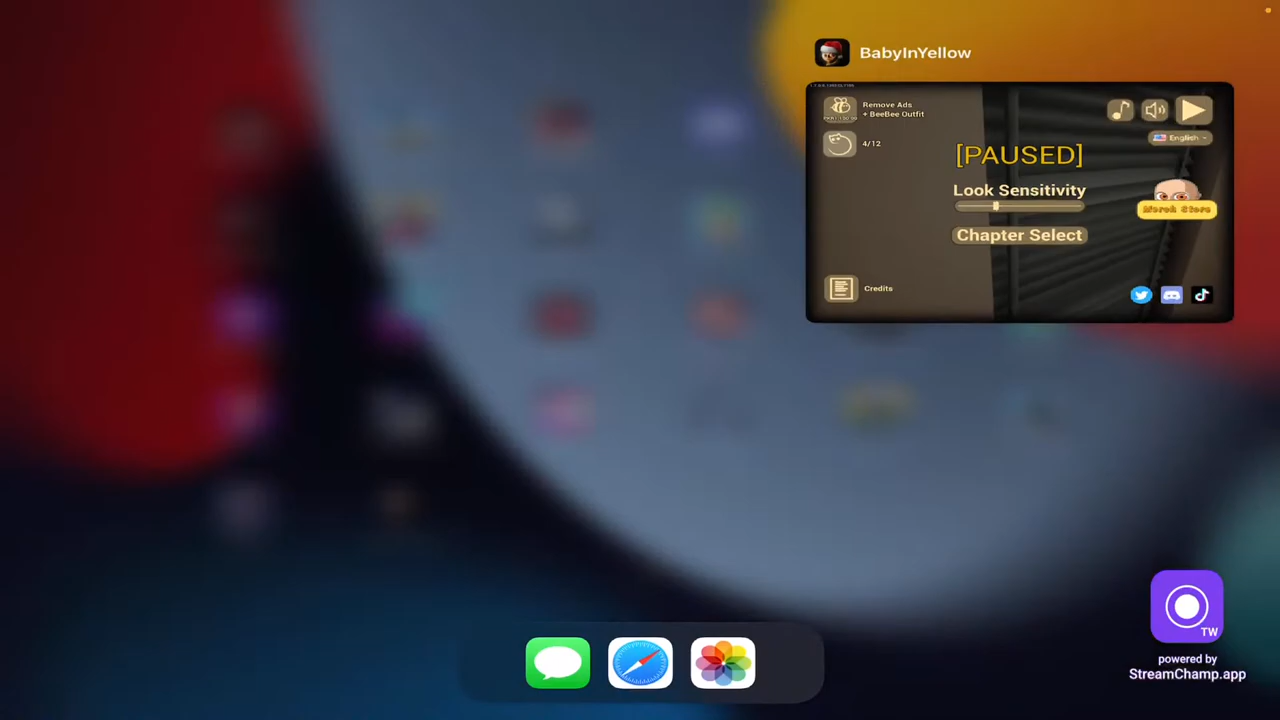 BabyInYellow
Remove Ads
+ BeeBee Outfit
4/12
English
[PAUSED]
Look Sensitivity
Merch Store
Chapter Select
Credits
TW
powered by
StreamChamp.app